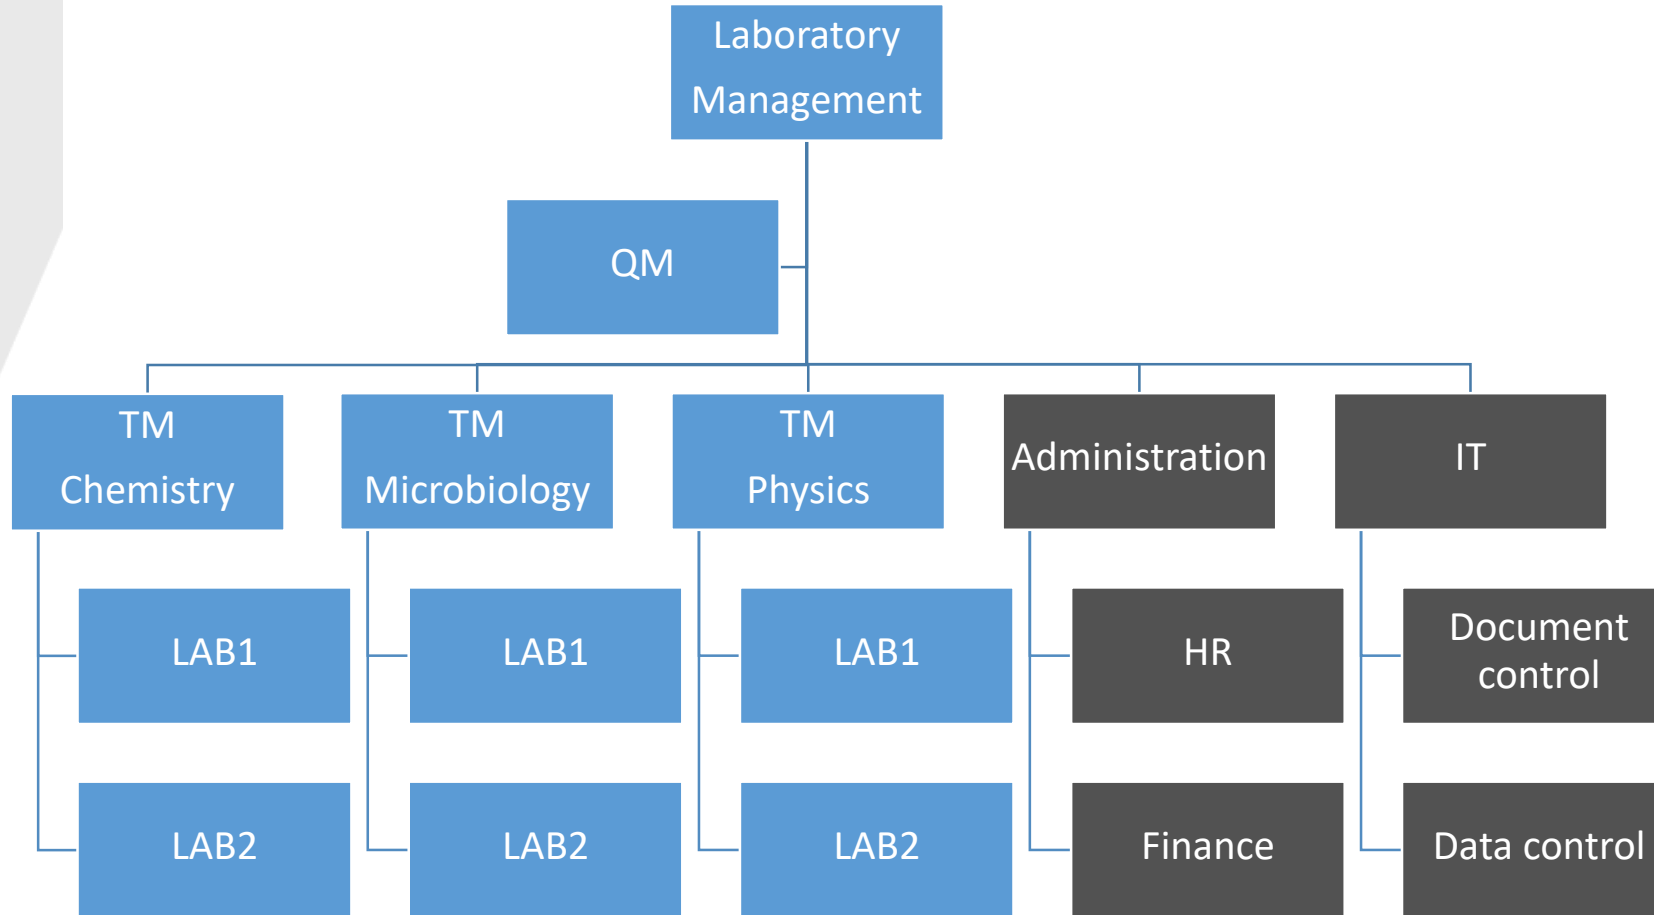 Laboratory
Management
QM
TM
Chemistry
TM
Microbiology
TM
Physics
Administration
IT
LAB1
LAB1
LAB1
HR
Document
control
LAB2
LAB2
LAB2
Finance
Data control